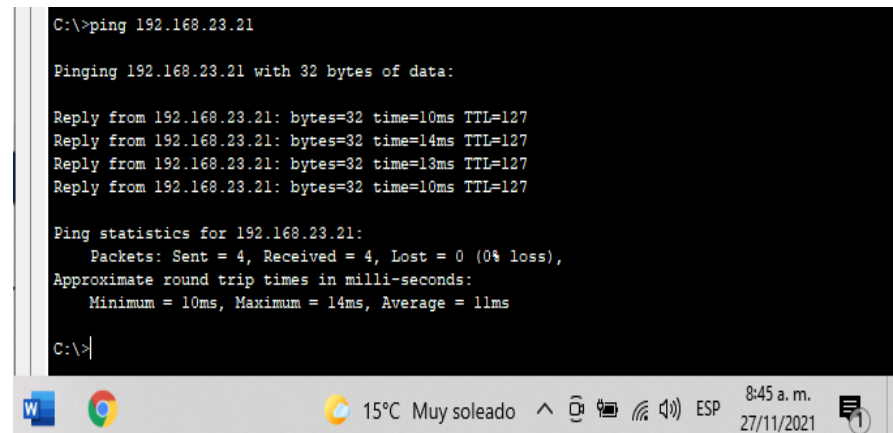 C:\>ping 192.168.23.21
Pinging 192.168.23.21 with 32 bytes of data:
Reply from 192.168.23.21: bytes=32 time=10ms TTL=127
Reply from 192.168.23.21: bytes=32 time=14ms TTL=127
Reply from 192.168.23.21: bytes=32 time=13ms TTL=127
Reply from 192.168.23.21: bytes=32 time=10ms TTL=127
Ping statistics for 192.168.23.21:
Packets: Sent = 4, Received = 4, Lost = 0 (0% loss),
Approximate round trip times in milli-seconds:
Minimum = 10ms, Maximum = 14ms, Average = 11ms
C:\>
W
15°C Muy soleado
ESP
8:45 a. m.
27/11/2021
1